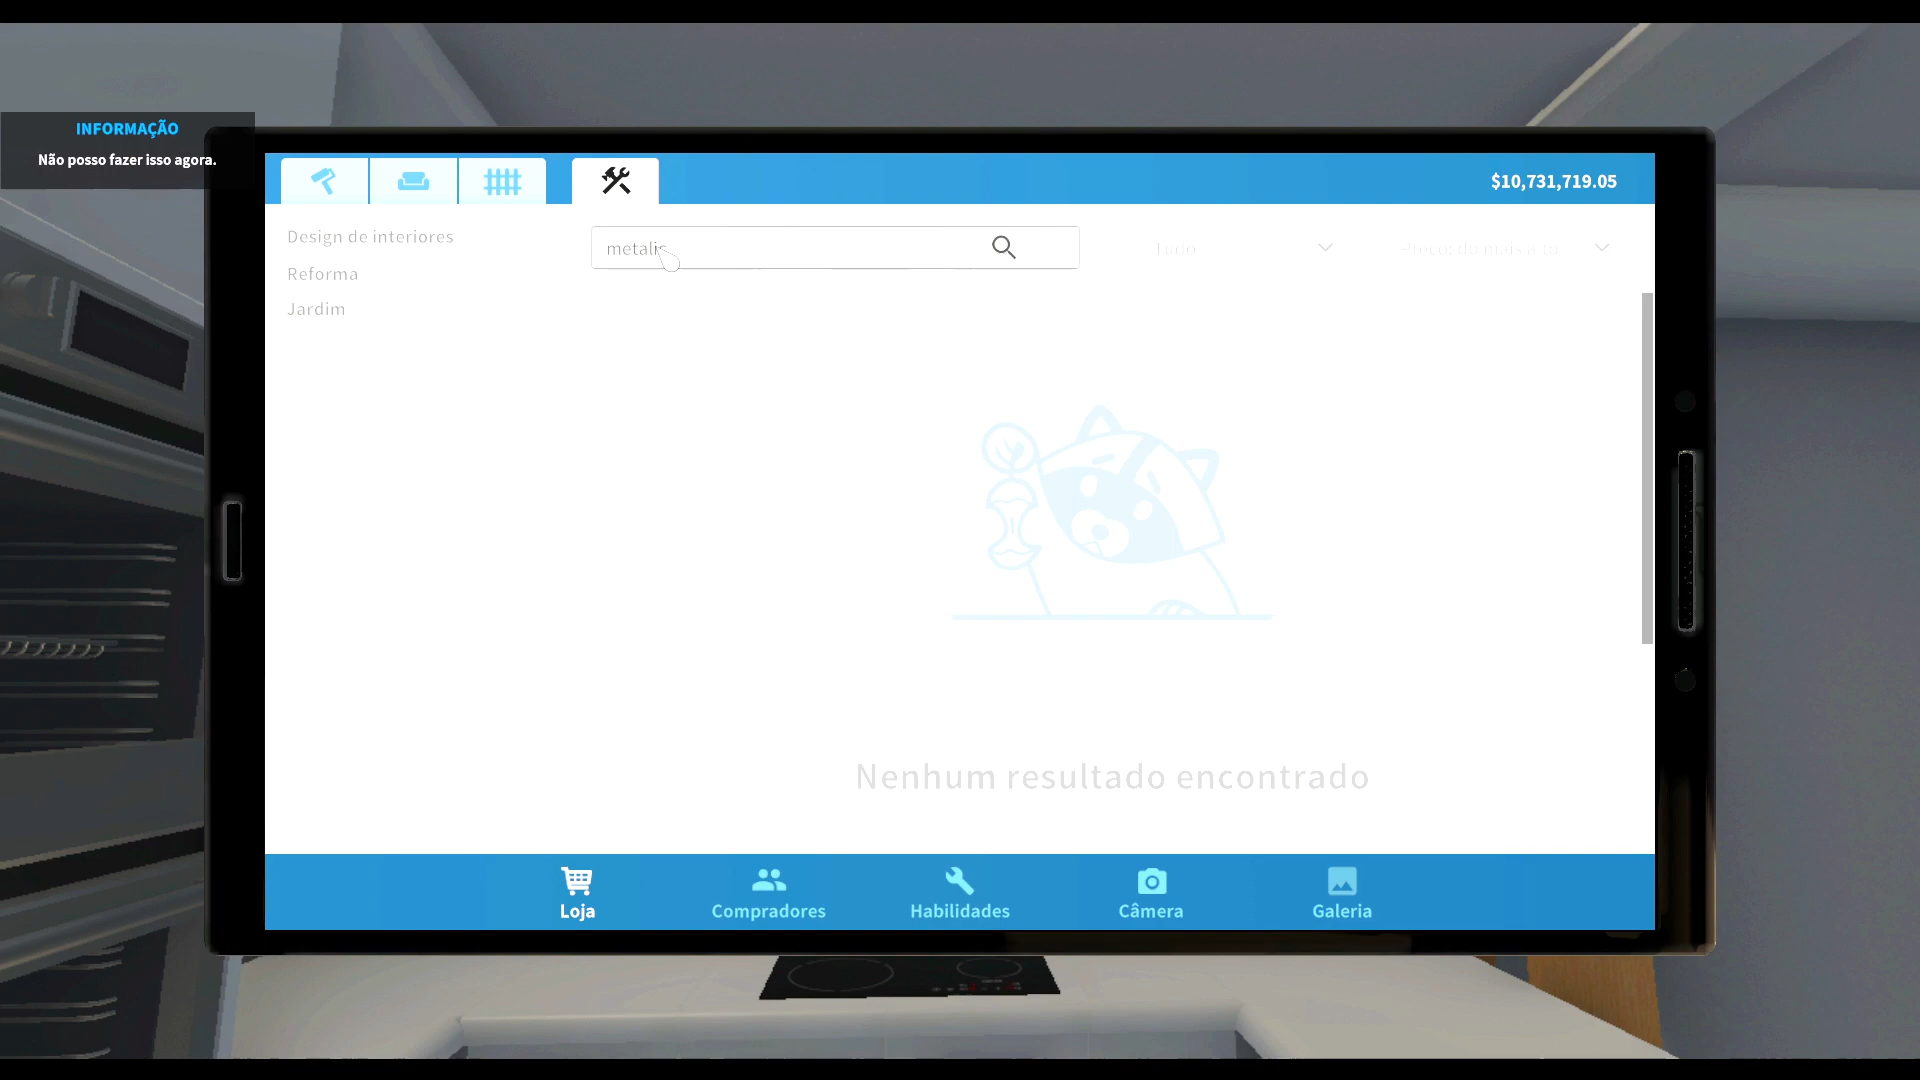 INFORMAÇÃO
Não posso fazer isso agora.
$10,731,719.05
Design de interiores
Reforma
Jardim
Tudo
Nenhum resultado encontrado
Loja
Compradores
Habilidades
Câmera
Galeria